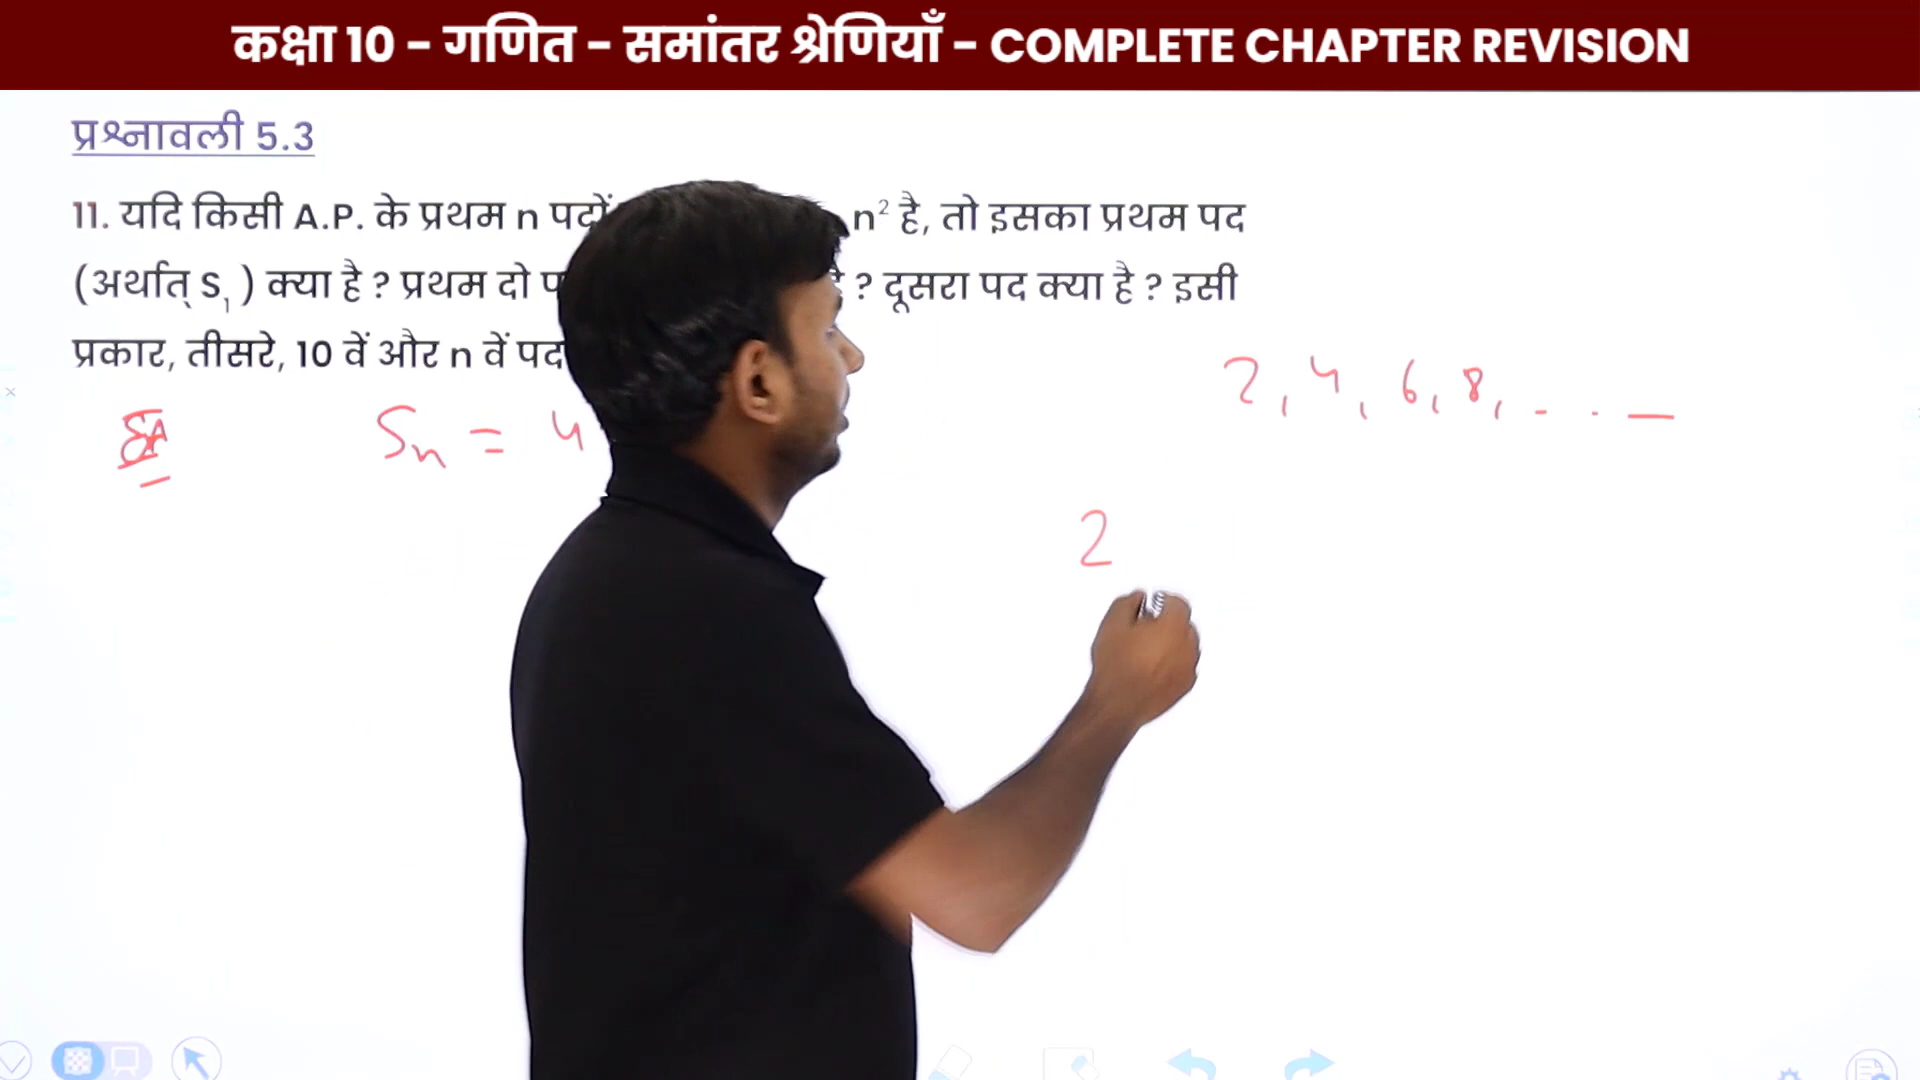 कक्षा 10 – गणित – समांतर श्रेणियाँ – COMPLETE CHAPTER REVISION
प्रश्नावली 5.3
11. यदि किसी A.P. के प्रथम n पदों n² है, तो इसका प्रथम पद
(अर्थात् S₁ ) क्या है ? प्रथम दो ? दूसरा पद क्या है ? इसी
प्रकार, तीसरे, 10 वें और n वें पद
2, 4, 6, 8, - . . —
Sn = 4
2